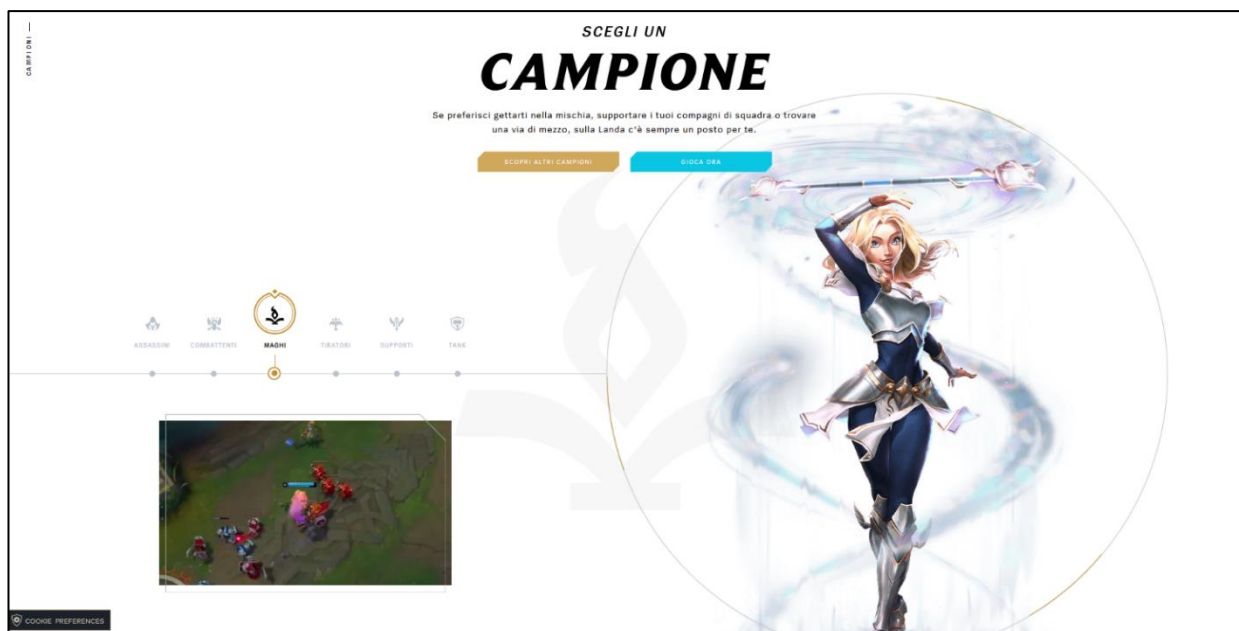 CAMPIONI
SCEGLI UN
CAMPIONE
Se preferisci gettarti nella mischia, supportare i tuoi compagni di squadra o trovare
una via di mezzo, sulla Landa c'è sempre un posto per te.
SCOPRI ALTRI CAMPIONI
GIOCA ORA
ASSASSINI
COMBATTENTI
MAGHI
TIRATORI
SUPPORTI
TANK
COOKIE PREFERENCES